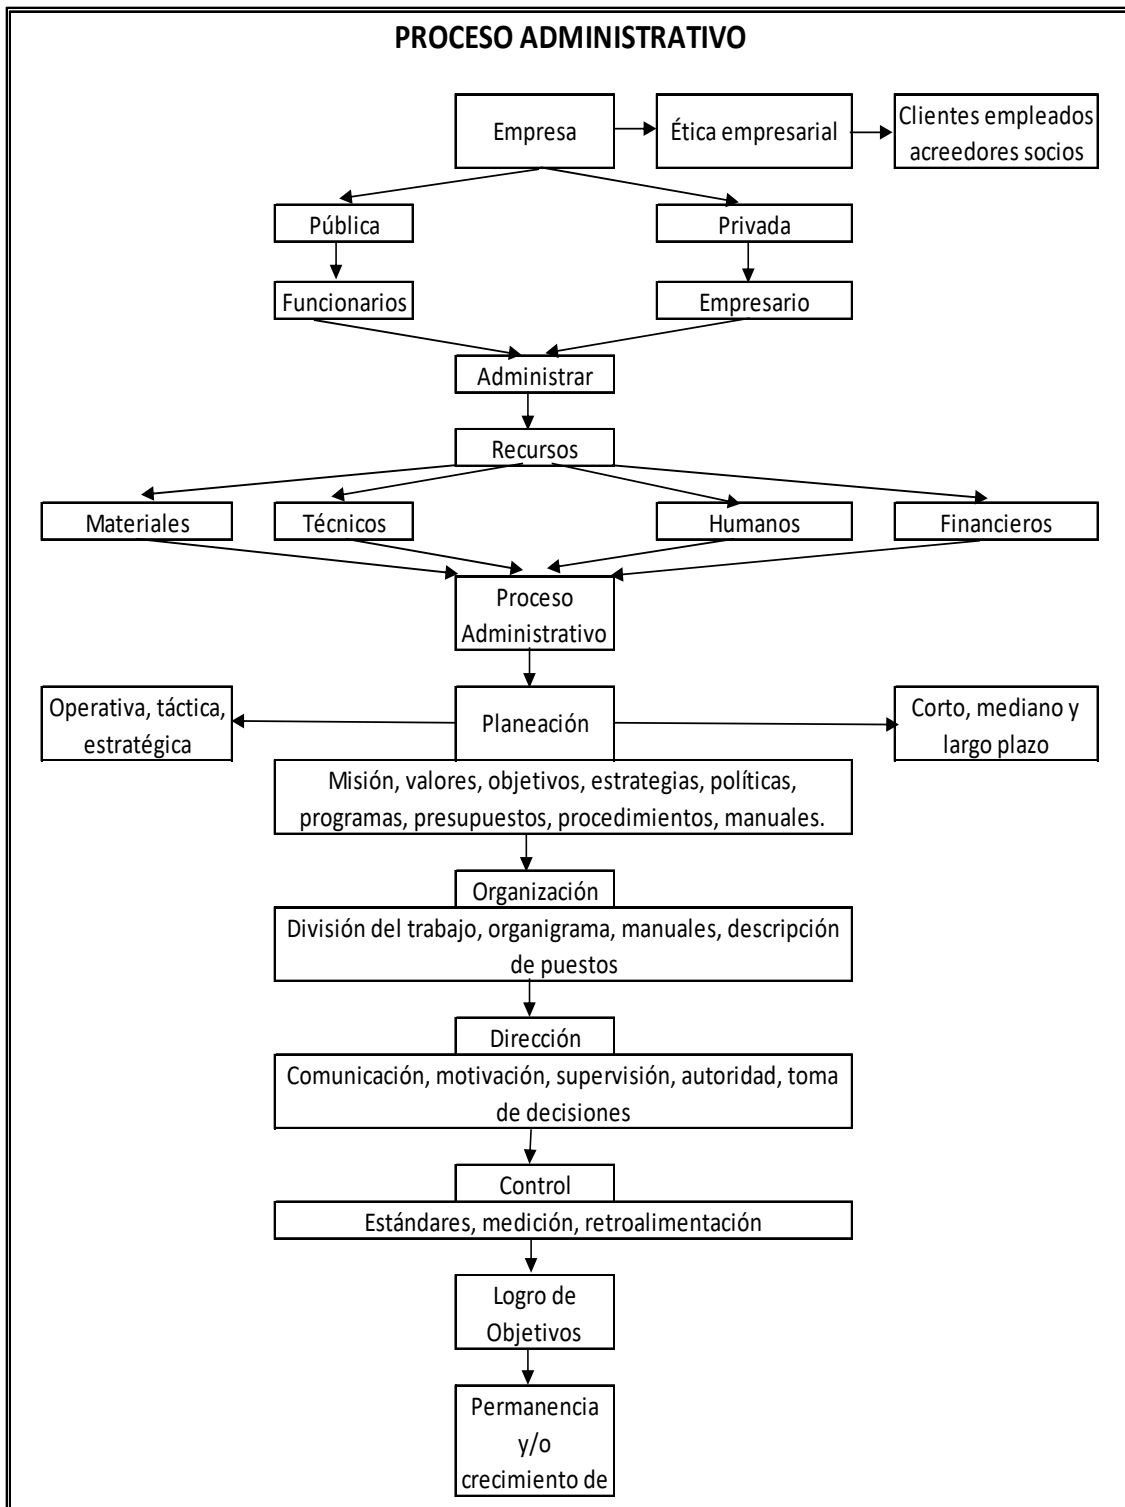 PROCESO ADMINISTRATIVO
Empresa
Ética empresarial
Clientes empleados
acreedores socios
Pública
Privada
Funcionarios
Empresario
Administrar
Recursos
Materiales
Técnicos
Humanos
Financieros
Proceso
Administrativo
Operativa, táctica,
estratégica
Planeación
Corto, mediano y
largo plazo
Misión, valores, objetivos, estrategias, políticas,
programas, presupuestos, procedimientos, manuales.
Organización
División del trabajo, organigrama, manuales, descripción
de puestos
Dirección
Comunicación, motivación, supervisión, autoridad, toma
de decisiones
Control
Estándares, medición, retroalimentación
Logro de
Objetivos
Permanencia
y/o
crecimiento de